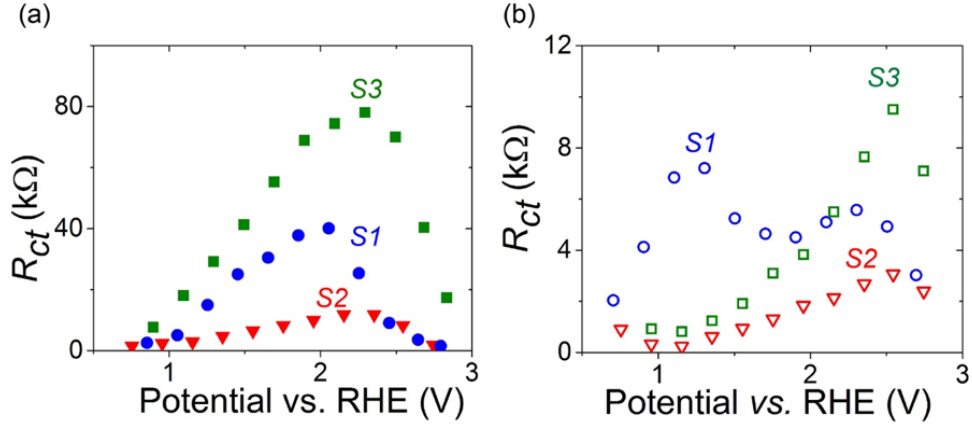 (a)
80
40
0
1
2
3
S3
S1
S2
Rct (kΩ)
Potential vs. RHE (V)
(b)
12
8
4
0
1
2
3
S1
S3
S2
Rct (kΩ)
Potential vs. RHE (V)